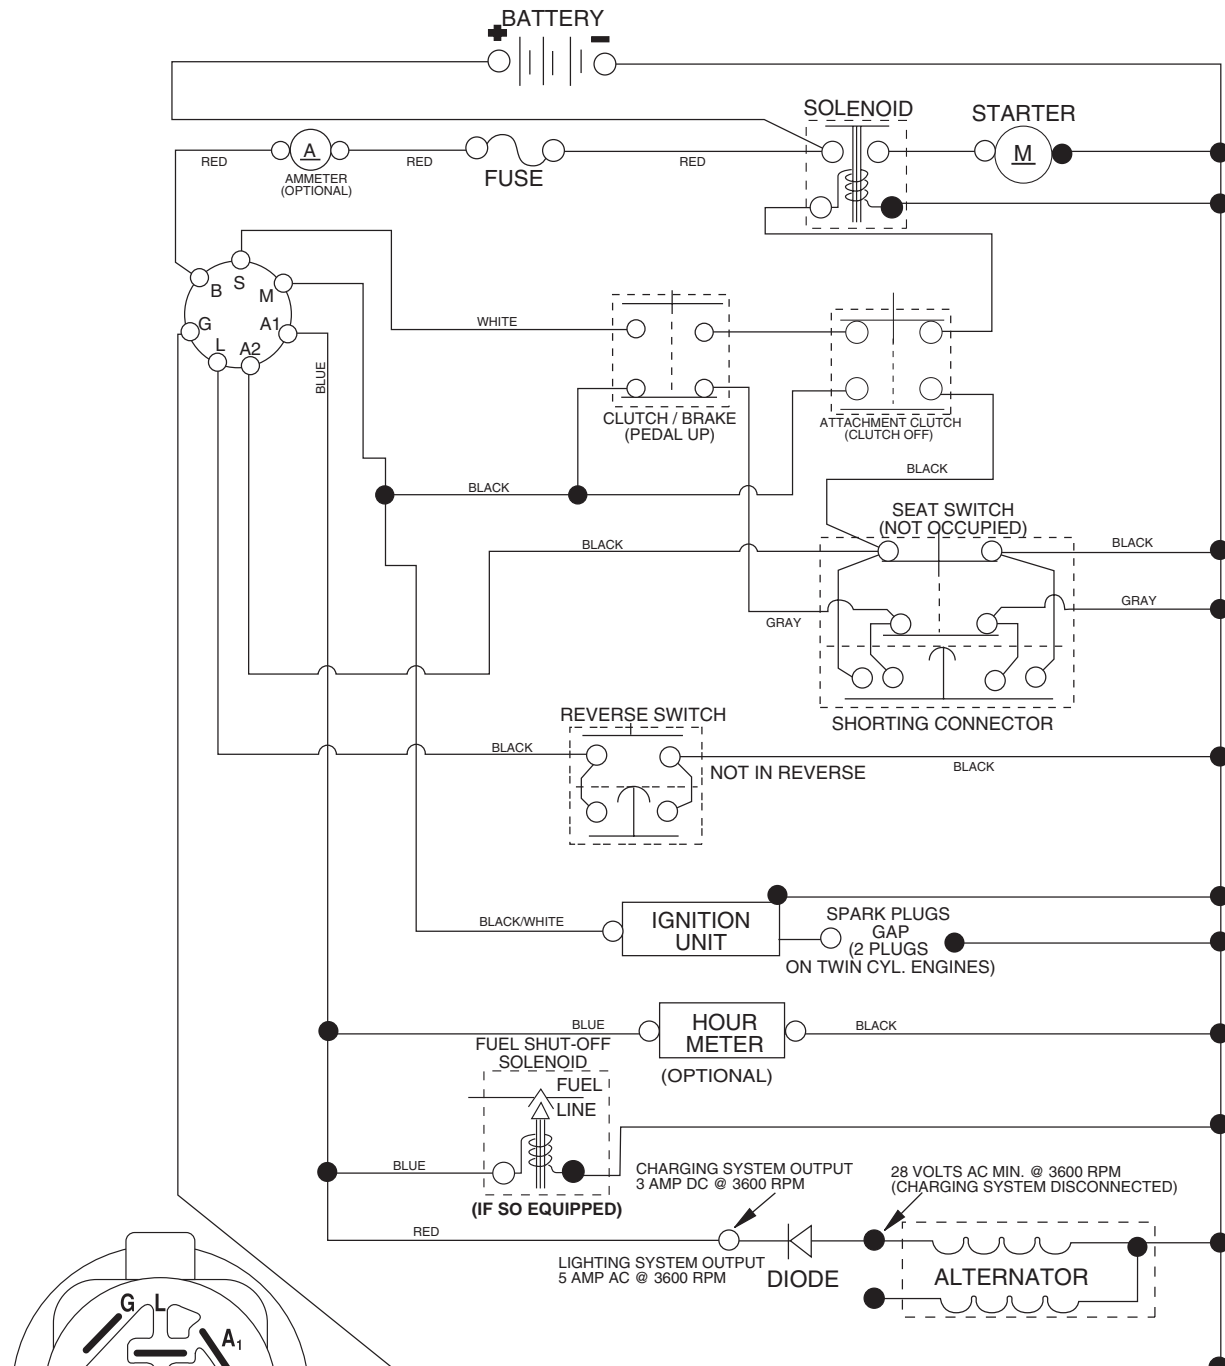 BATTERY
SOLENOID
STARTER
A
M
RED
RED
RED
AMMETER
(OPTIONAL)
FUSE
B
S
M
G
A1
L
A2
WHITE
BLUE
CLUTCH / BRAKE
(PEDAL UP)
ATTACHMENT CLUTCH
(CLUTCH OFF)
BLACK
BLACK
SEAT SWITCH
(NOT OCCUPIED)
BLACK
BLACK
GRAY
GRAY
SHORTING CONNECTOR
REVERSE SWITCH
BLACK
NOT IN REVERSE
BLACK
BLACK/WHITE
IGNITION
UNIT
SPARK PLUGS
GAP
(2 PLUGS
ON TWIN CYL. ENGINES)
BLUE
HOUR
METER
BLACK
(OPTIONAL)
FUEL SHUT-OFF
SOLENOID
FUEL
LINE
BLUE
(IF SO EQUIPPED)
CHARGING SYSTEM OUTPUT
3 AMP DC @ 3600 RPM
28 VOLTS AC MIN. @ 3600 RPM
(CHARGING SYSTEM DISCONNECTED)
RED
LIGHTING SYSTEM OUTPUT
5 AMP AC @ 3600 RPM
DIODE
ALTERNATOR
G
L
A1